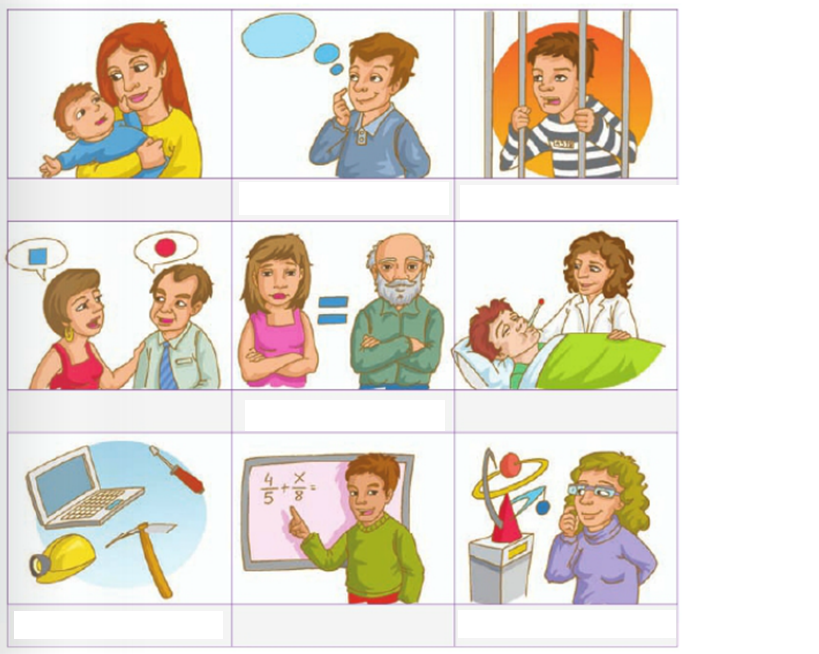 4/5 + x/8 =